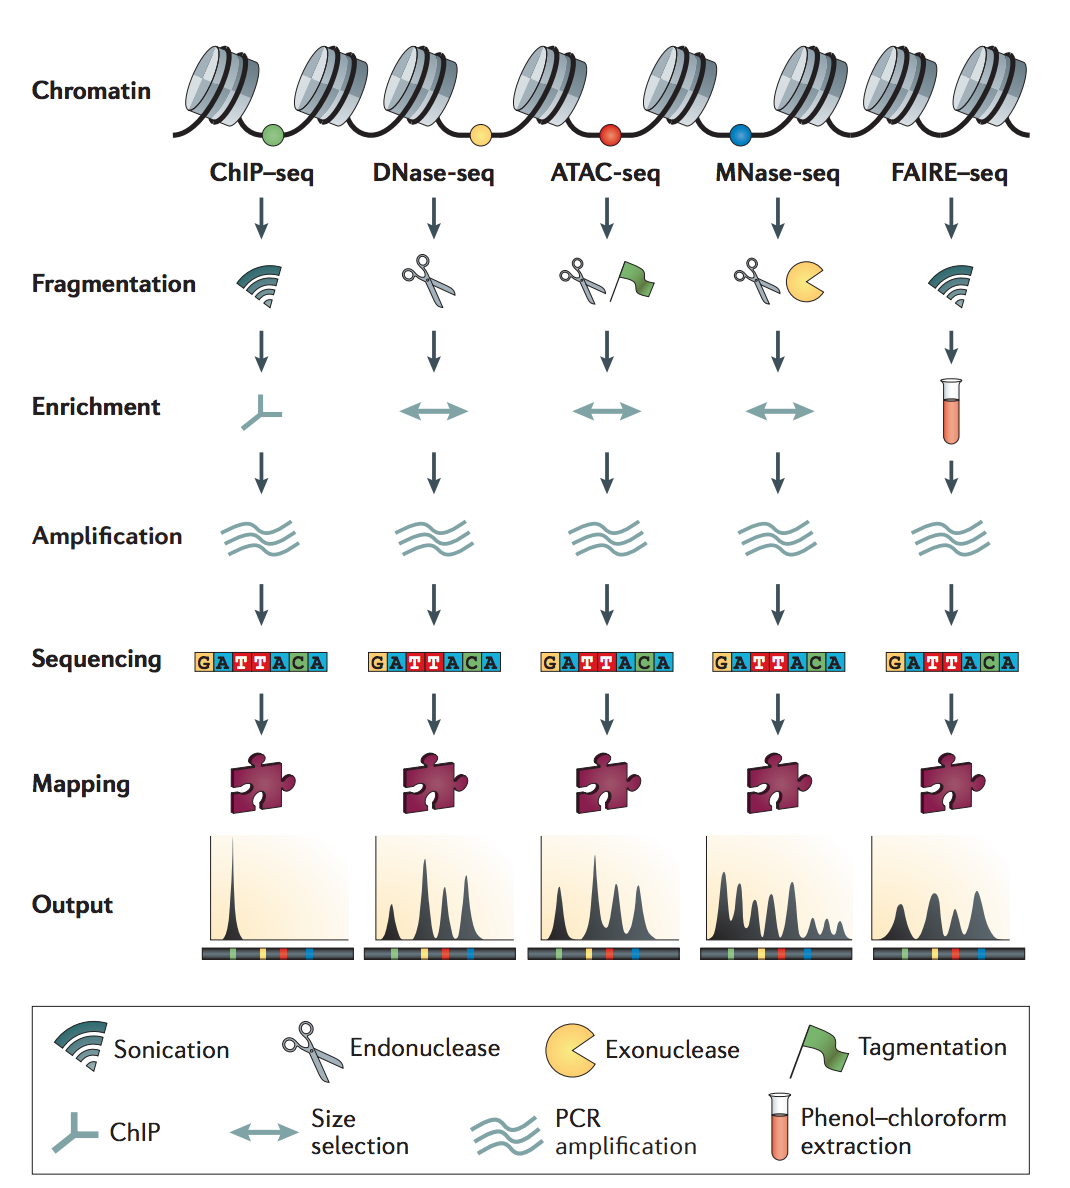 Chromatin
ChIP–seq DNase-seq ATAC-seq MNase-seq FAIRE–seq
Fragmentation
Enrichment
Amplification
Sequencing GATTACA GATTACA GATTACA GATTACA GATTACA
Mapping
Output
Sonication Endonuclease Exonuclease Tagmentation
ChIP
Size
selection
PCR
amplification
Phenol–chloroform
extraction